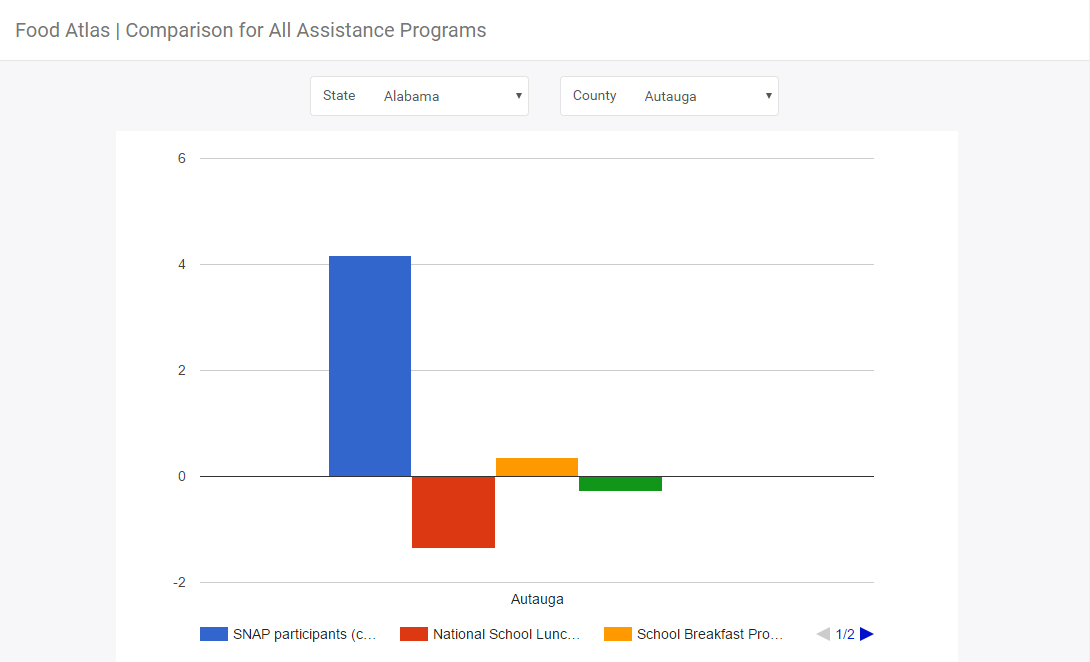 Food Atlas | Comparison for All Assistance Programs
State Alabama County Autauga
6
4
2
0
-2
Autauga
SNAP participants (c... National School Lunc... School Breakfast Pro... 1/2